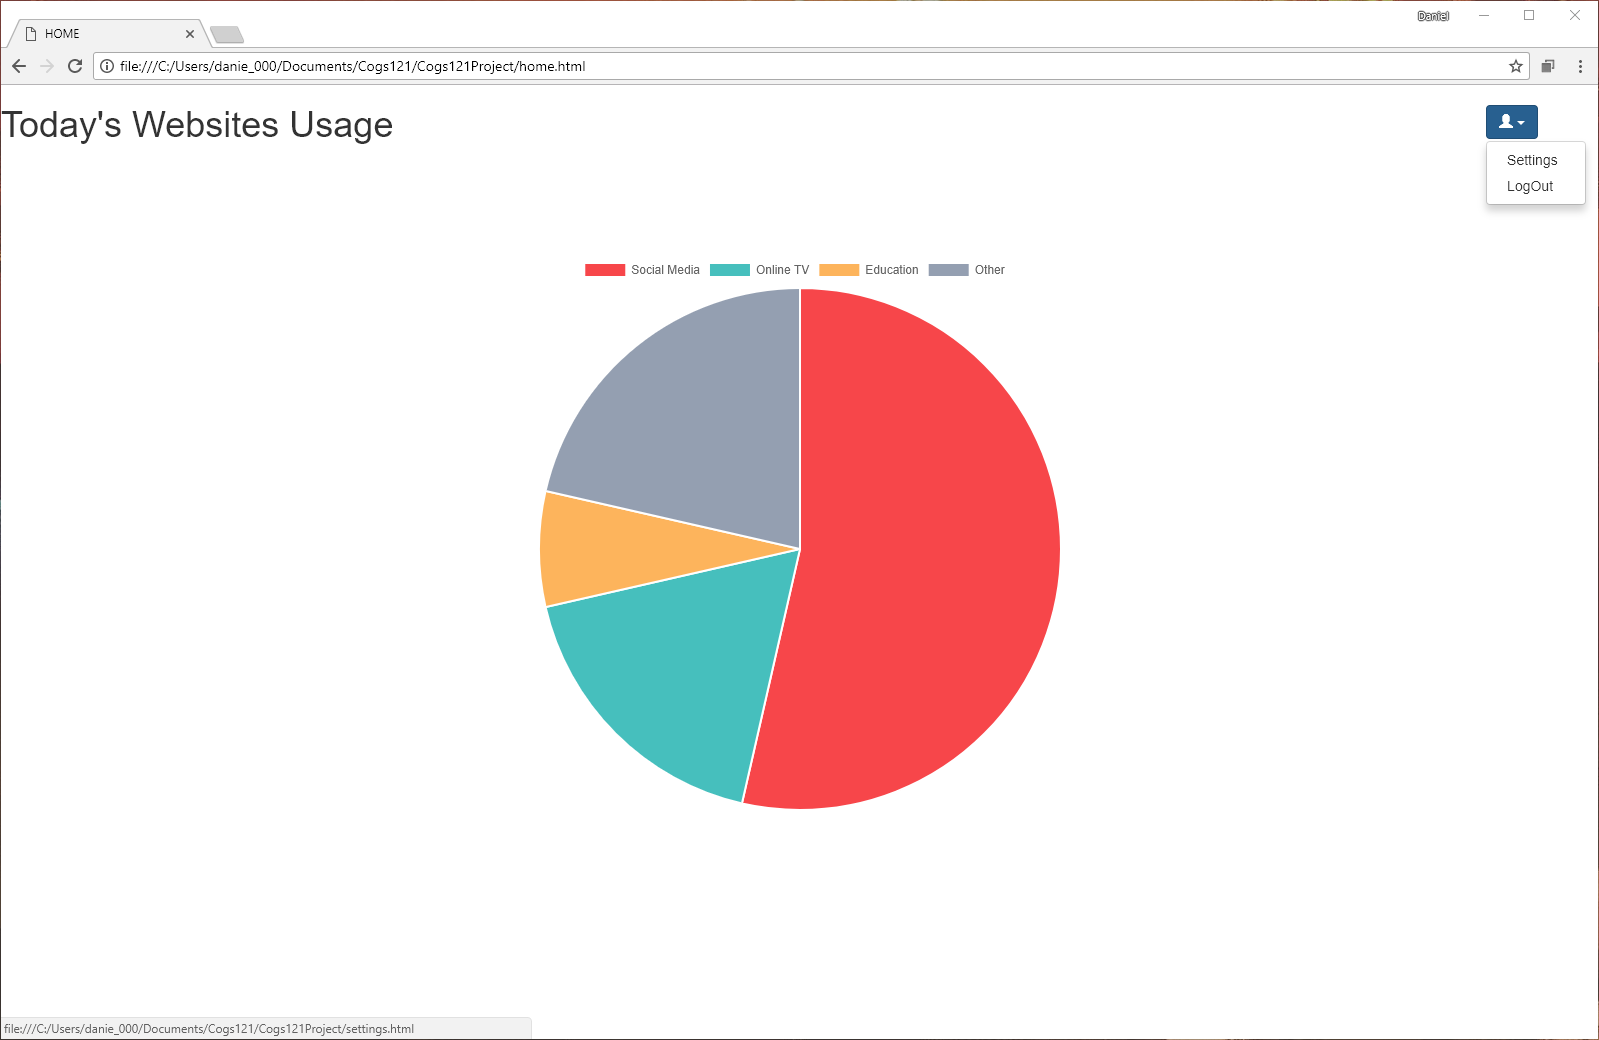 Daniel
HOME
file:///C:/Users/danie_000/Documents/Cogs121/Cogs121Project/home.html
Today's Websites Usage
Settings
LogOut
Social Media Online TV Education Other
file:///C:/Users/danie_000/Documents/Cogs121/Cogs121Project/settings.html